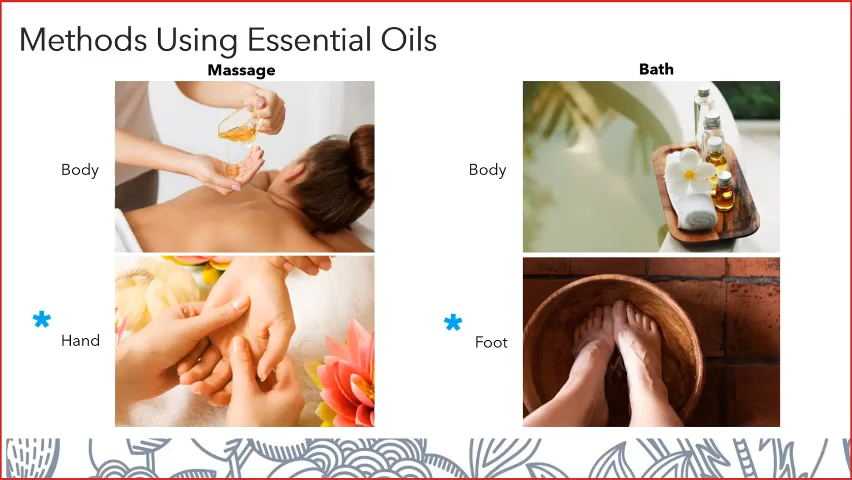 Methods Using Essential Oils
Massage
Bath
Body
Body
* Hand
* Foot